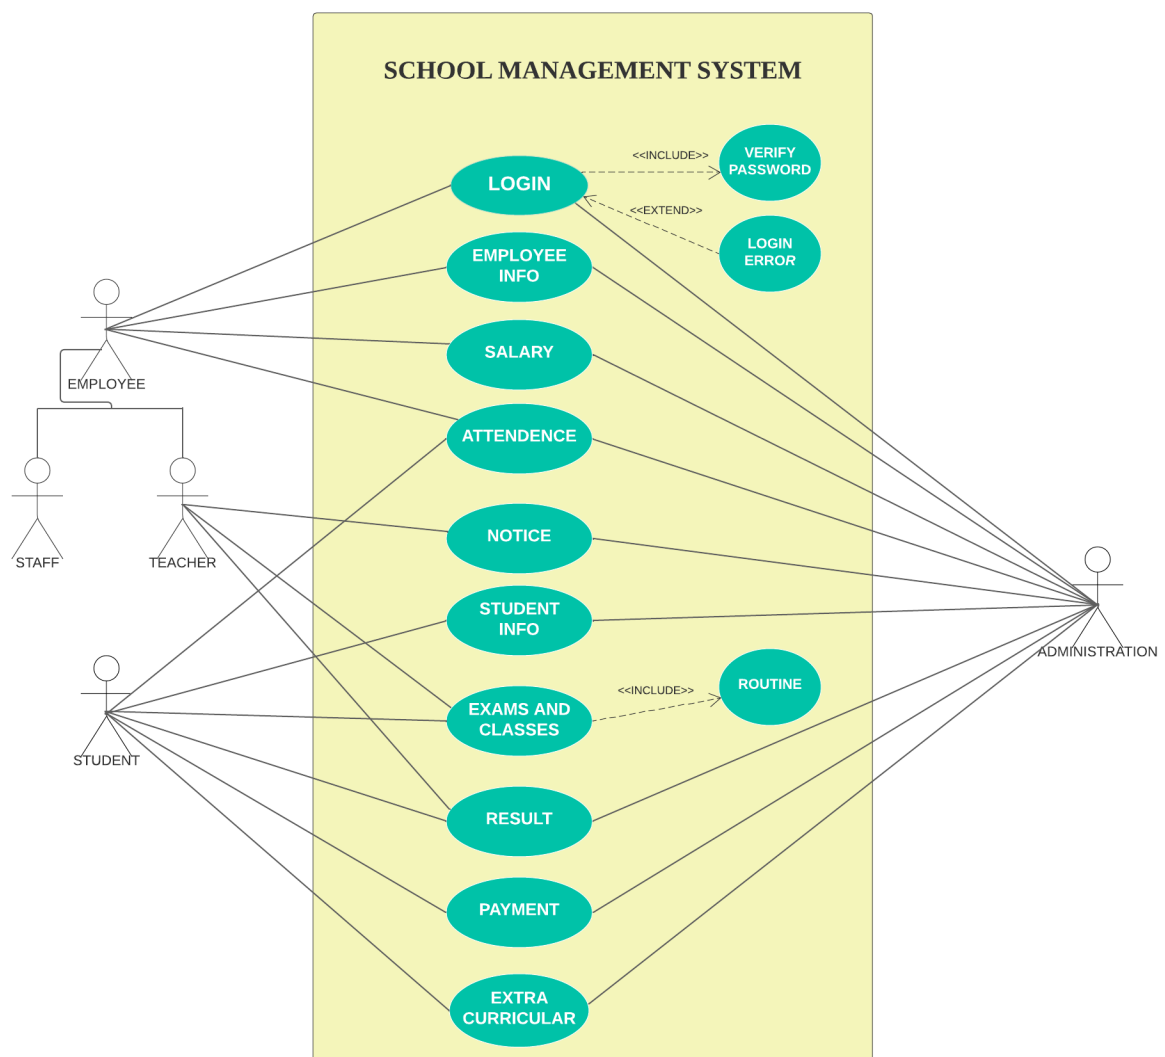 SCHOOL MANAGEMENT SYSTEM
LOGIN
<<INCLUDE>>
VERIFY
PASSWORD
<<EXTEND>>
LOGIN
ERROR
EMPLOYEE
INFO
SALARY
EMPLOYEE
ATTENDENCE
STAFF
TEACHER
NOTICE
STUDENT
INFO
ADMINISTRATION
<<INCLUDE>>
ROUTINE
EXAMS AND
CLASSES
STUDENT
RESULT
PAYMENT
EXTRA
CURRICULAR